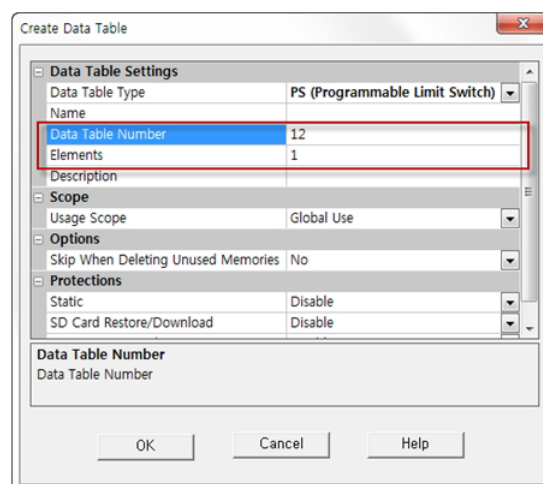 Create Data Table
Data Table Settings
Data Table Type PS (Programmable Limit Switch)
Name
Data Table Number 12
Elements 1
Description
Scope
Usage Scope Global Use
Options
Skip When Deleting Unused Memories No
Protections
Static Disable
SD Card Restore/Download Disable
Data Table Number
Data Table Number
OK Cancel Help